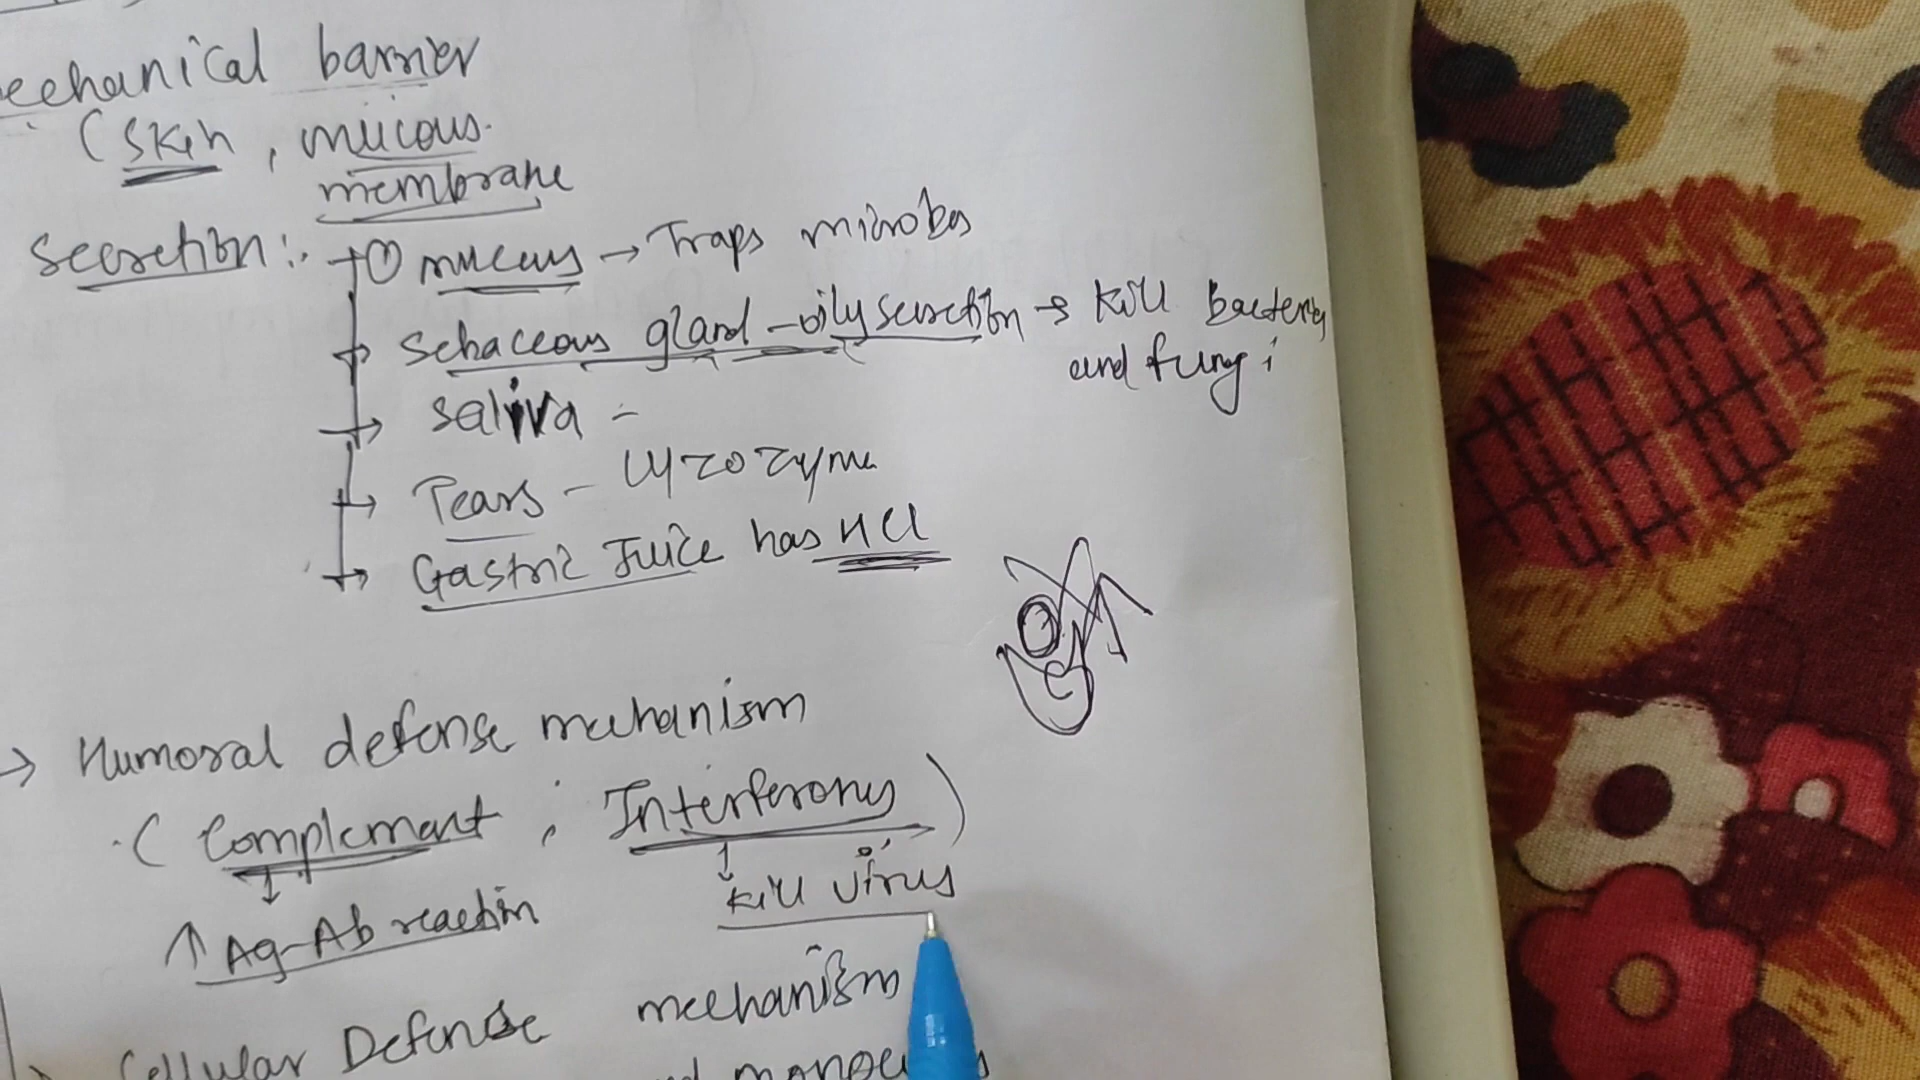 echanical barrier
(skin, mucous
membrane
Secretion :- → ① mucus → Traps microbes
→ Sebaceous gland - oily secretion → kill bacteria
and fungi
→ saliva -
→ Tears - Lyzozyme
→ Gastric Juice has HCl
→ Humoral defense mechanism
( Complement , Interferons )
↓ ↓
↑ Ag-Ab reaction kill virus
Cellular Defense mechanism